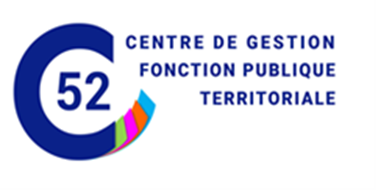 52
CENTRE DE GESTION
FONCTION PUBLIQUE
TERRITORIALE